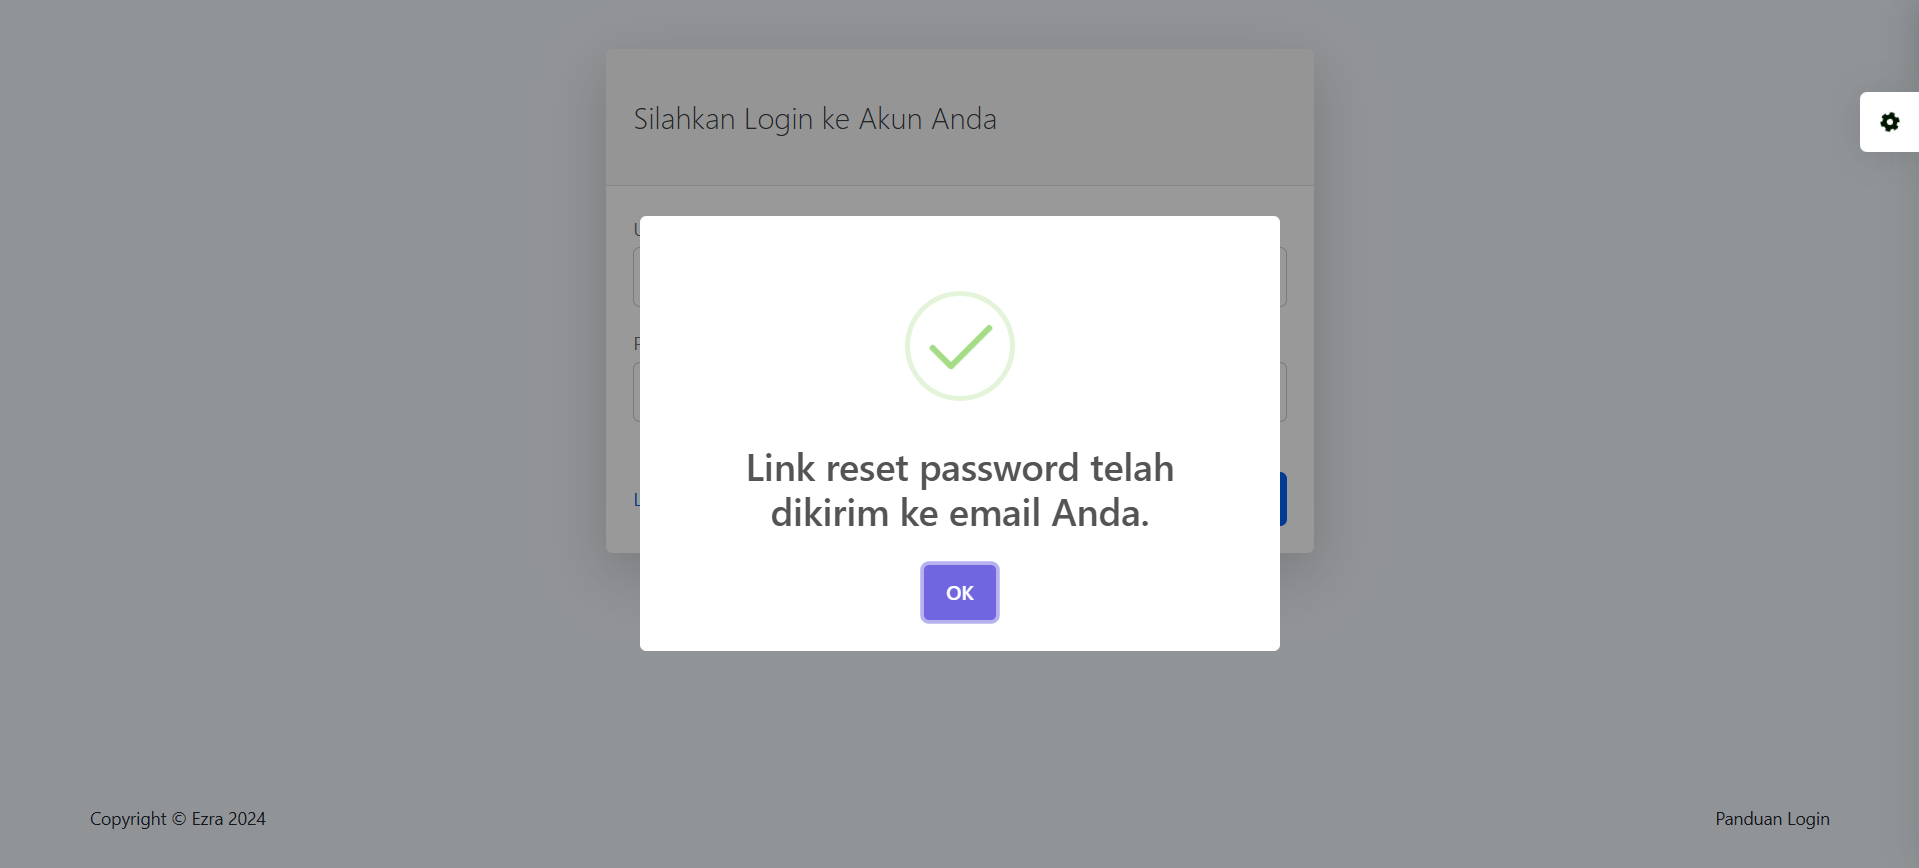 Silahkan Login ke Akun Anda
Link reset password telah
dikirim ke email Anda.
OK
Copyright © Ezra 2024
Panduan Login